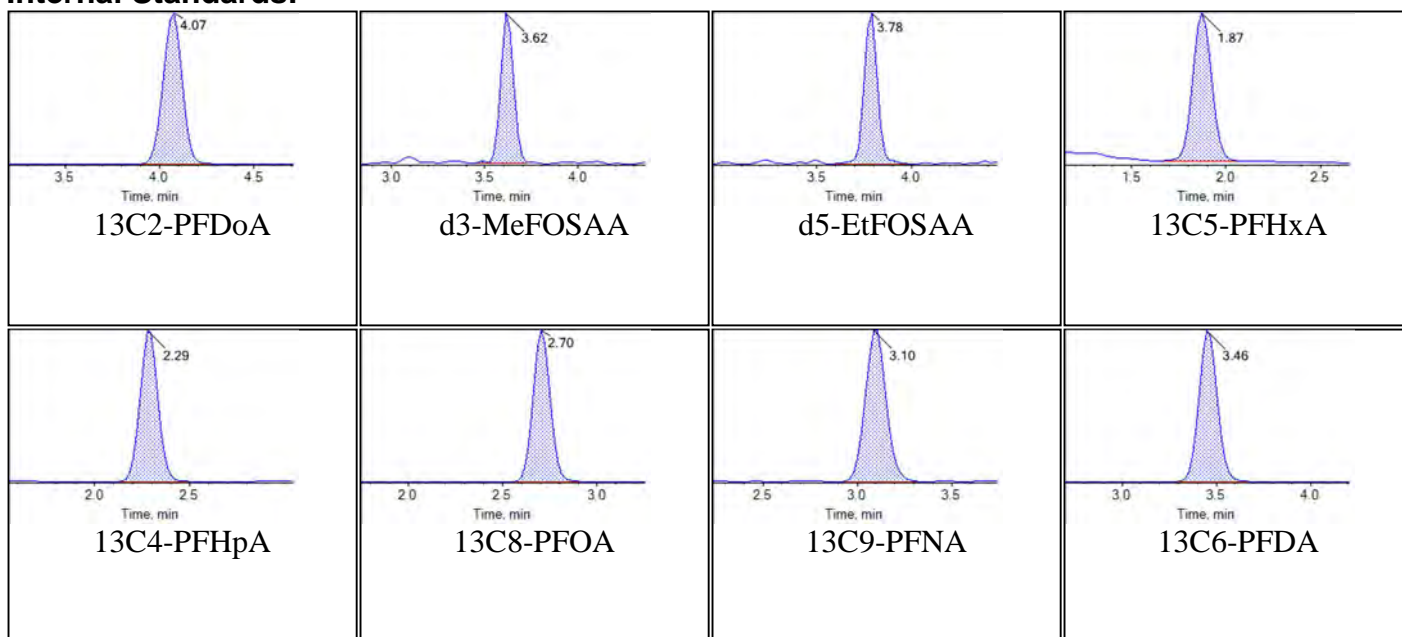 Internal Standards:
4.07
3.5 4.0 4.5
Time, min
13C2-PFDoA
3.62
3.0 3.5 4.0
Time, min
d3-MeFOSAA
3.78
3.5 4.0
Time, min
d5-EtFOSAA
1.87
1.5 2.0 2.5
Time, min
13C5-PFHxA
2.29
2.0 2.5
Time, min
13C4-PFHpA
2.70
2.0 2.5 3.0
Time, min
13C8-PFOA
3.10
2.5 3.0 3.5
Time, min
13C9-PFNA
3.46
3.0 3.5 4.0
Time, min
13C6-PFDA